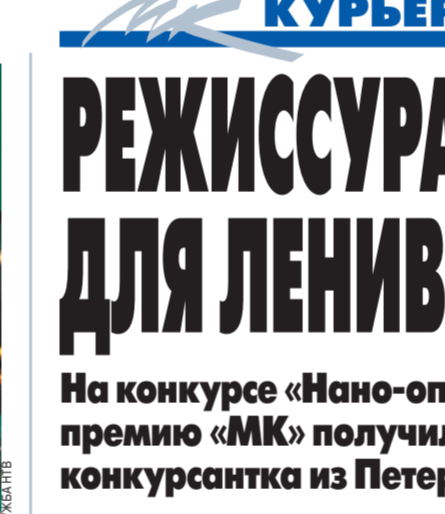 КУРЬЕР
РЕЖИССУРА
ДЛЯ ЛЕНИВ
На конкурсе «Нано-оп
премию «МК» получил
конкурсантка из Петер
ЖБА НТВ